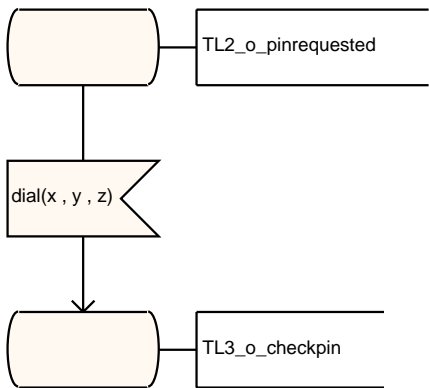 TL2_o_pinrequested
dial(x , y , z)
TL3_o_checkpin